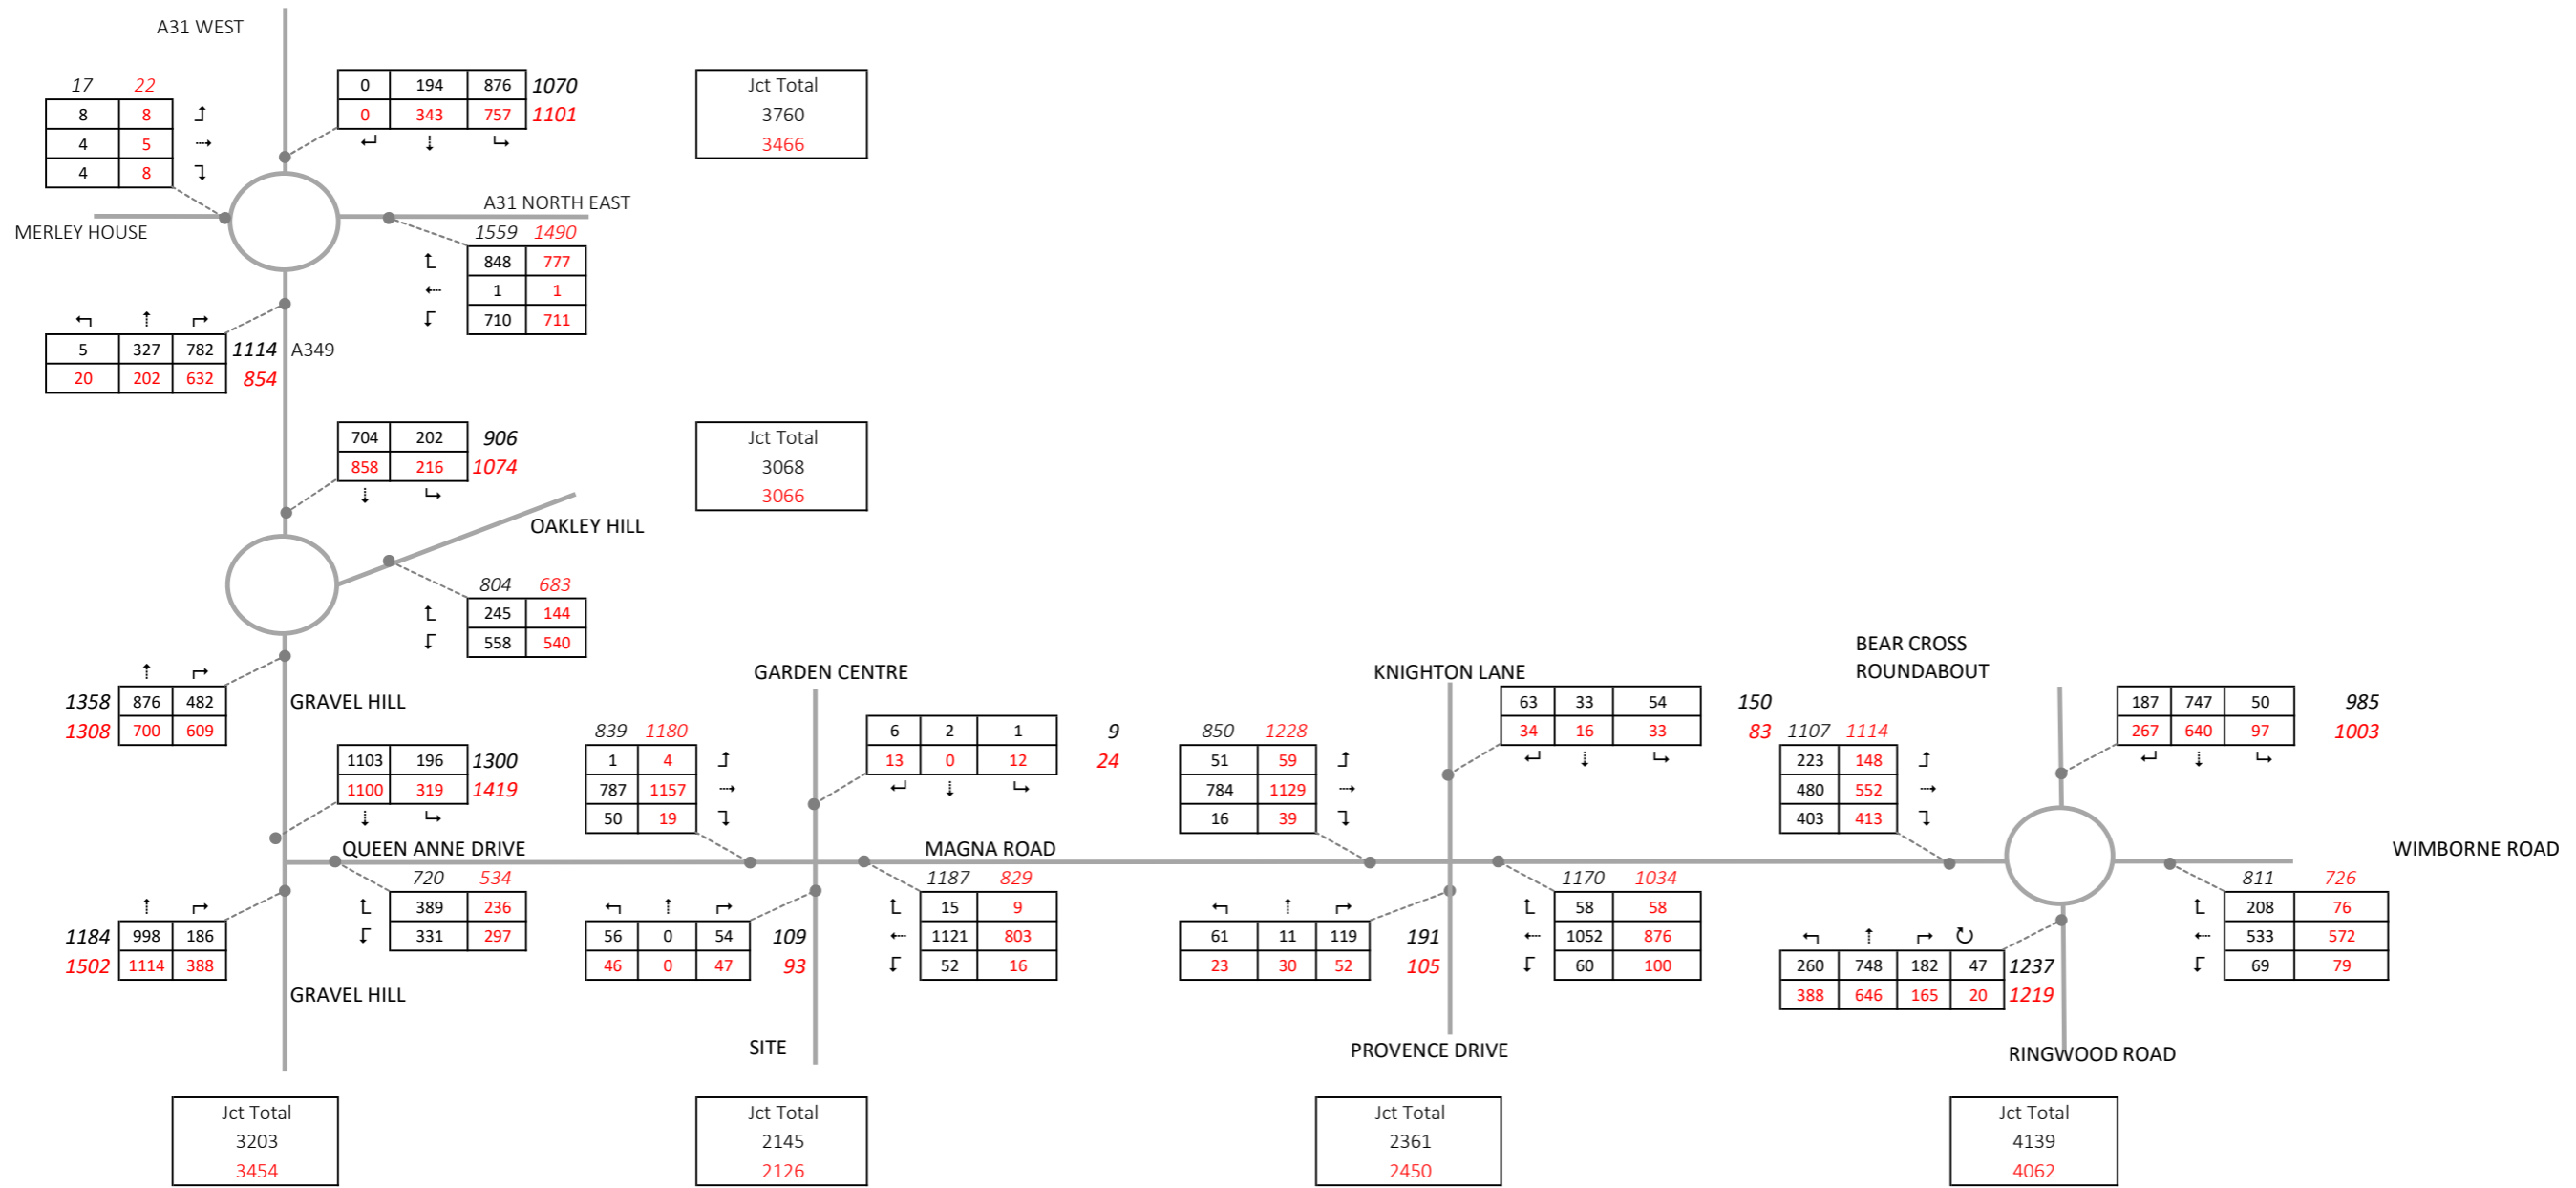 A31 WEST
17 22
8 8
4 5
4 8
0 194 876 1070
0 343 757 1101
Jct Total
3760
3466
MERLEY HOUSE
A31 NORTH EAST
1559 1490
848 777
1 1
710 711
5 327 782 1114
20 202 632 854
A349
704 202 906
858 216 1074
Jct Total
3068
3066
OAKLEY HILL
804 683
245 144
558 540
1358 876 482
1308 700 609
GRAVEL HILL
1103 196 1300
1100 319 1419
QUEEN ANNE DRIVE
720 534
389 236
331 297
1184 998 186
1502 1114 388
GRAVEL HILL
Jct Total
3203
3454
GARDEN CENTRE
839 1180
1 4
787 1157
50 19
6 2 1 9
13 0 12 24
MAGNA ROAD
1187 829
15 9
1121 803
52 16
56 0 54 109
46 0 47 93
SITE
Jct Total
2145
2126
KNIGHTON LANE
850 1228
51 59
784 1129
16 39
63 33 54 150
34 16 33 83
1170 1034
58 58
1052 876
60 100
61 11 119 191
23 30 52 105
PROVENCE DRIVE
Jct Total
2361
2450
BEAR CROSS
ROUNDABOUT
1107 1114
223 148
480 552
403 413
187 747 50 985
267 640 97 1003
WIMBORNE ROAD
811 726
208 76
533 572
69 79
260 748 182 47 1237
388 646 165 20 1219
RINGWOOD ROAD
Jct Total
4139
4062